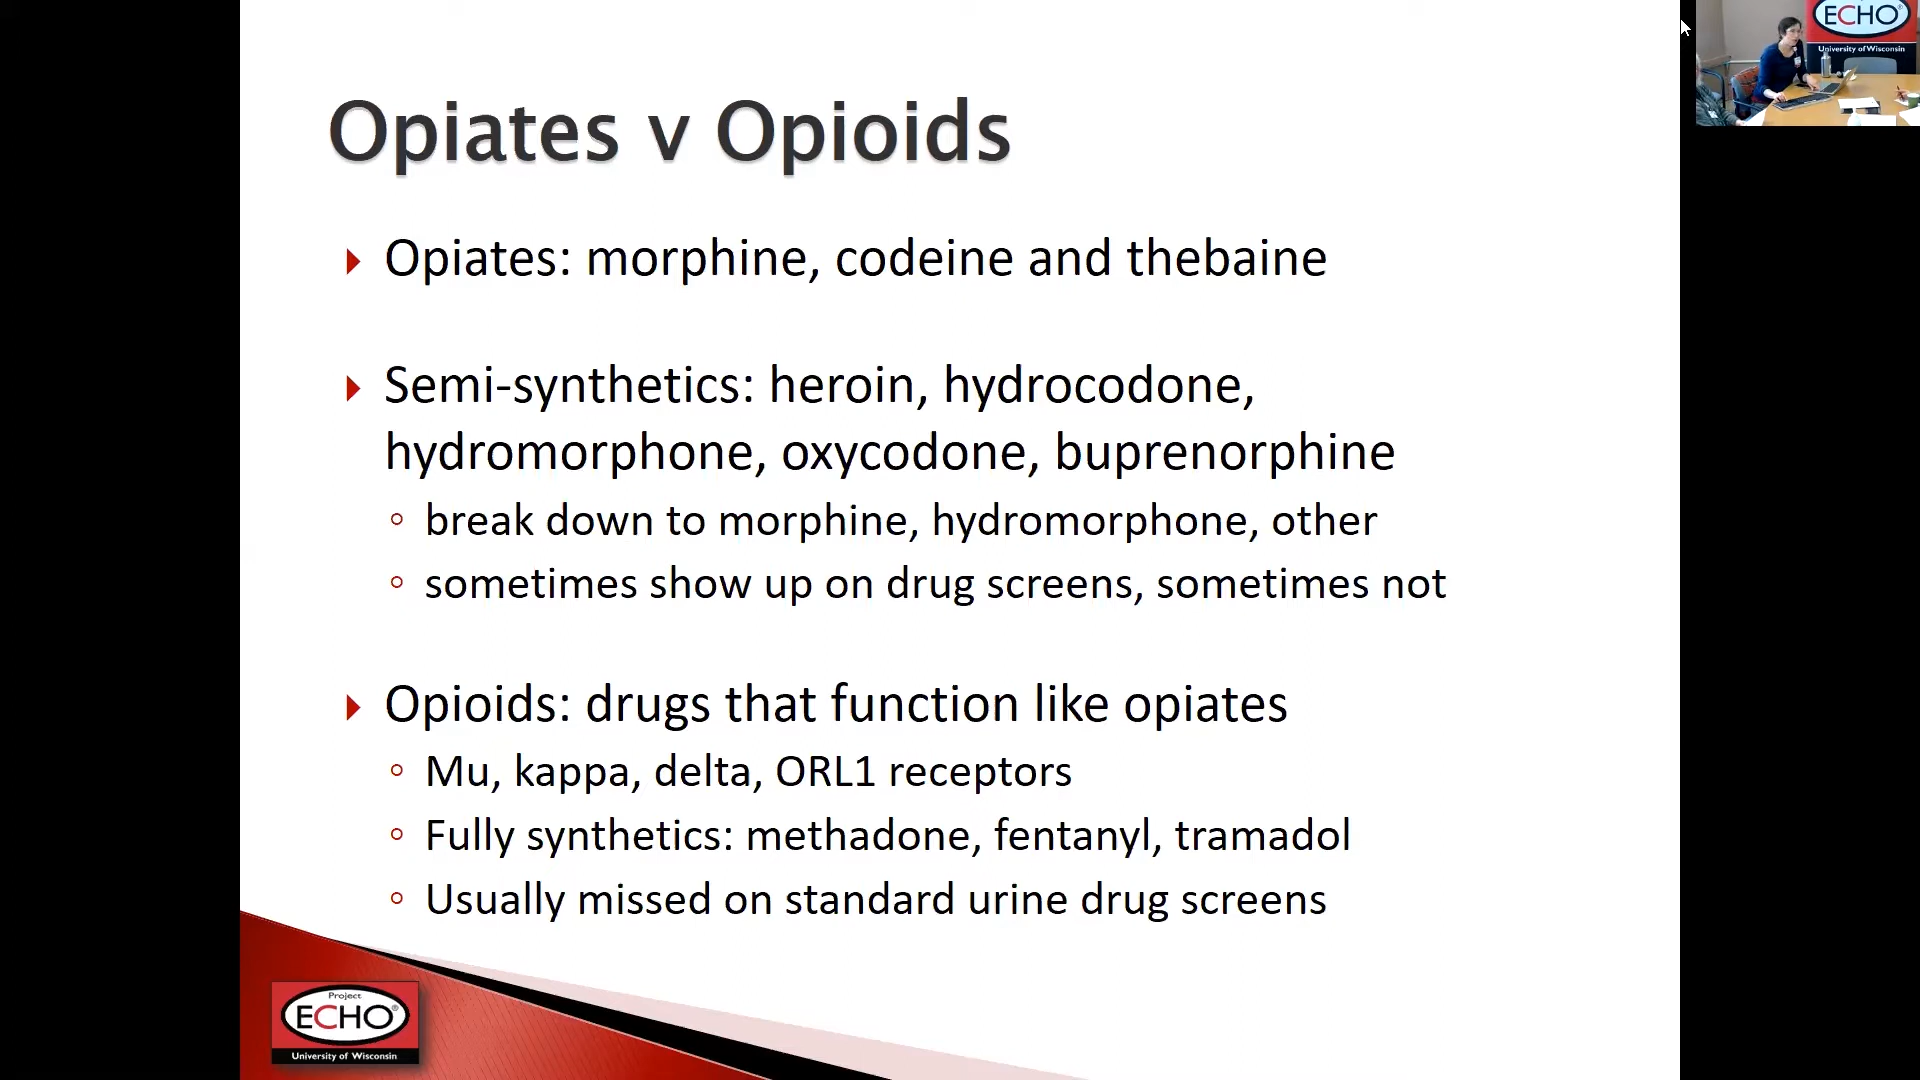 Opiates v Opioids
Opiates: morphine, codeine and thebaine
Semi-synthetics: heroin, hydrocodone,
hydromorphone, oxycodone, buprenorphine
break down to morphine, hydromorphone, other
sometimes show up on drug screens, sometimes not
Opioids: drugs that function like opiates
Mu, kappa, delta, ORL1 receptors
Fully synthetics: methadone, fentanyl, tramadol
Usually missed on standard urine drug screens
Project
ECHO®
University of Wisconsin
ECHO®
University of Wisconsin